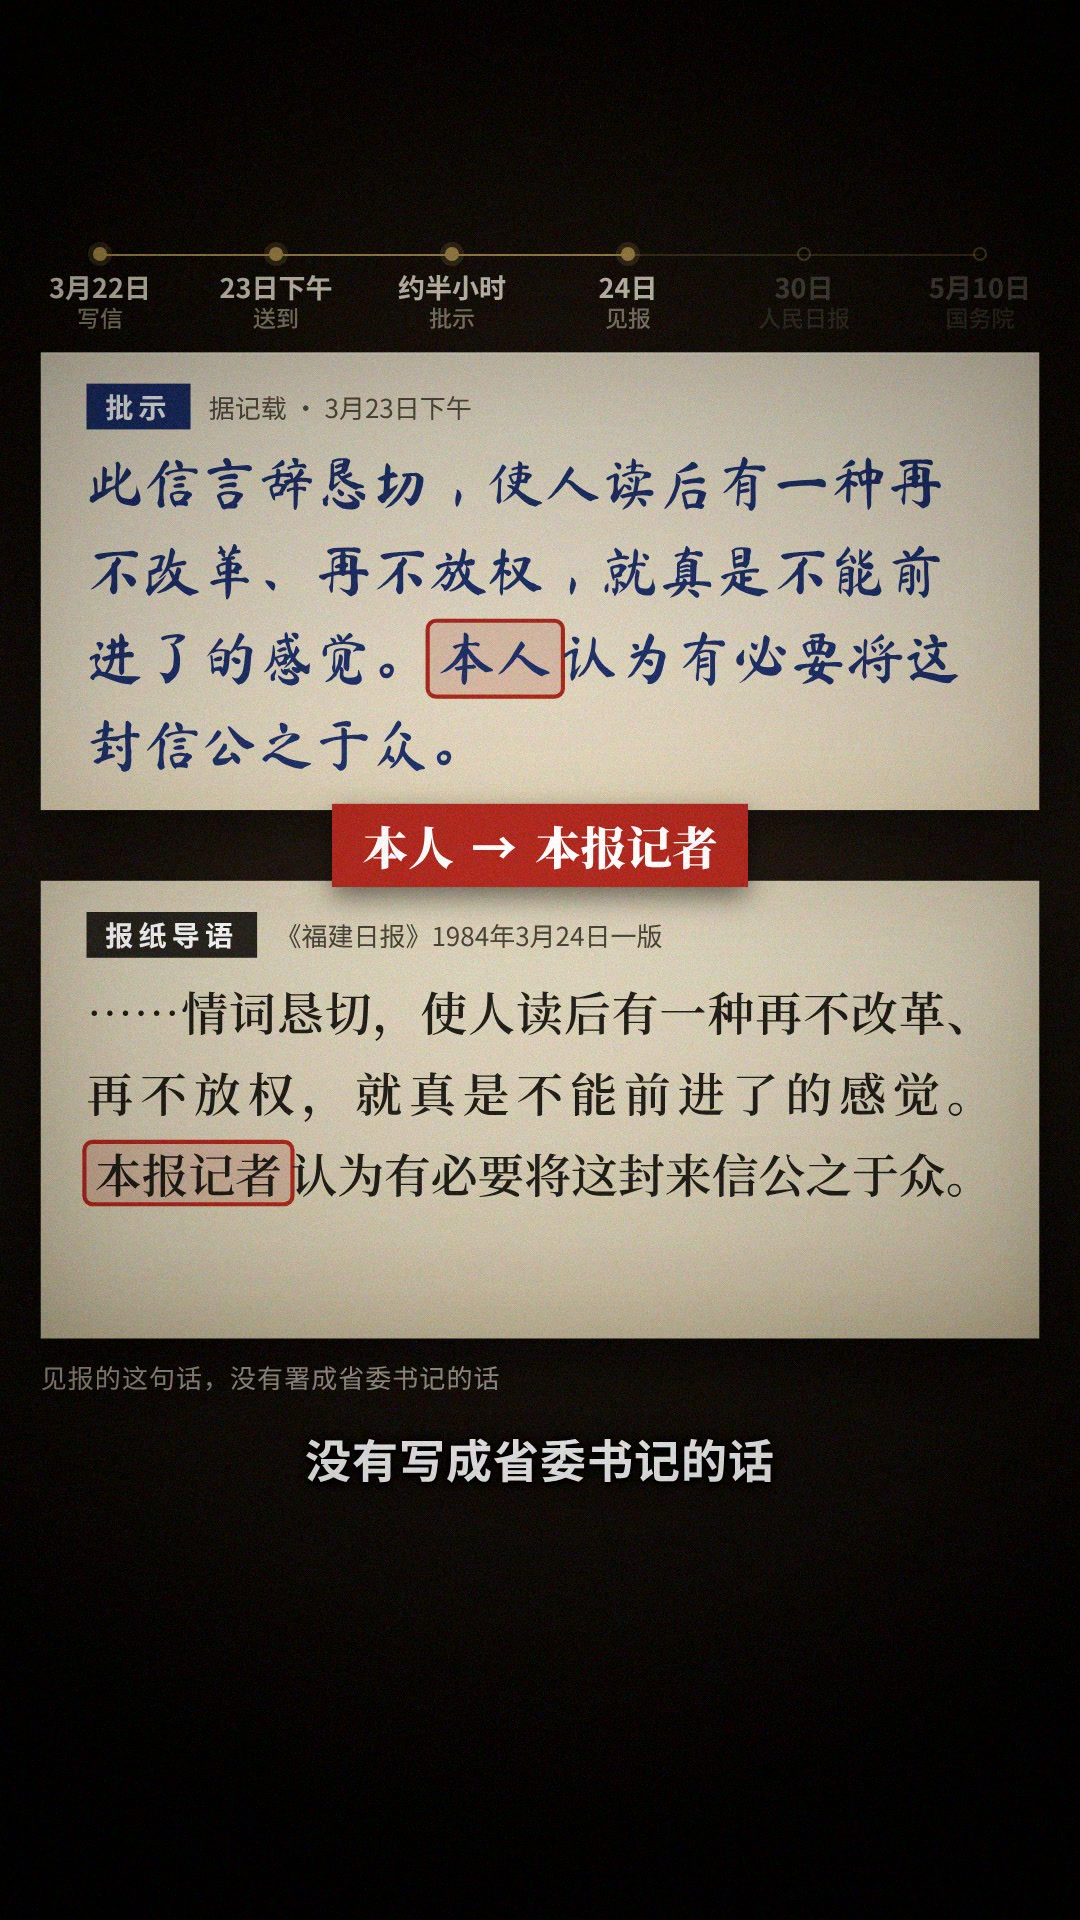 3月22日 23日下午 约半小时 24日 30日 5月10日
写信 送到 批示 见报 人民日报 国务院
批示 据记载 · 3月23日下午
此信言辞恳切，使人读后有一种再
不改革、再不放权，就真是不能前
进了的感觉。本人认为有必要将这
封信公之于众。
本人 → 本报记者
报纸导语 《福建日报》1984年3月24日一版
……情词恳切，使人读后有一种再不改革、
再不放权，就真是不能前进了的感觉。
本报记者认为有必要将这封来信公之于众。
见报的这句话，没有署成省委书记的话
没有写成省委书记的话